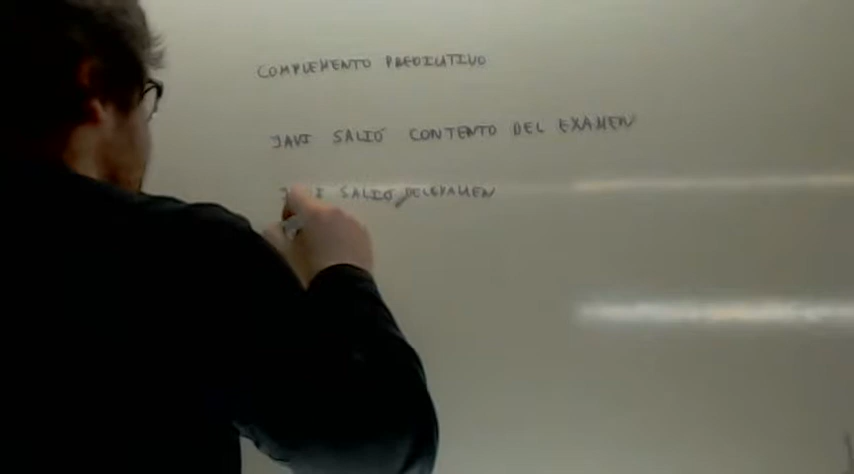 COMPLEMENTO PREDICATIVO
JAVI SALIÓ CONTENTO DEL EXAMEN
SALIÓ DEL EXAMEN